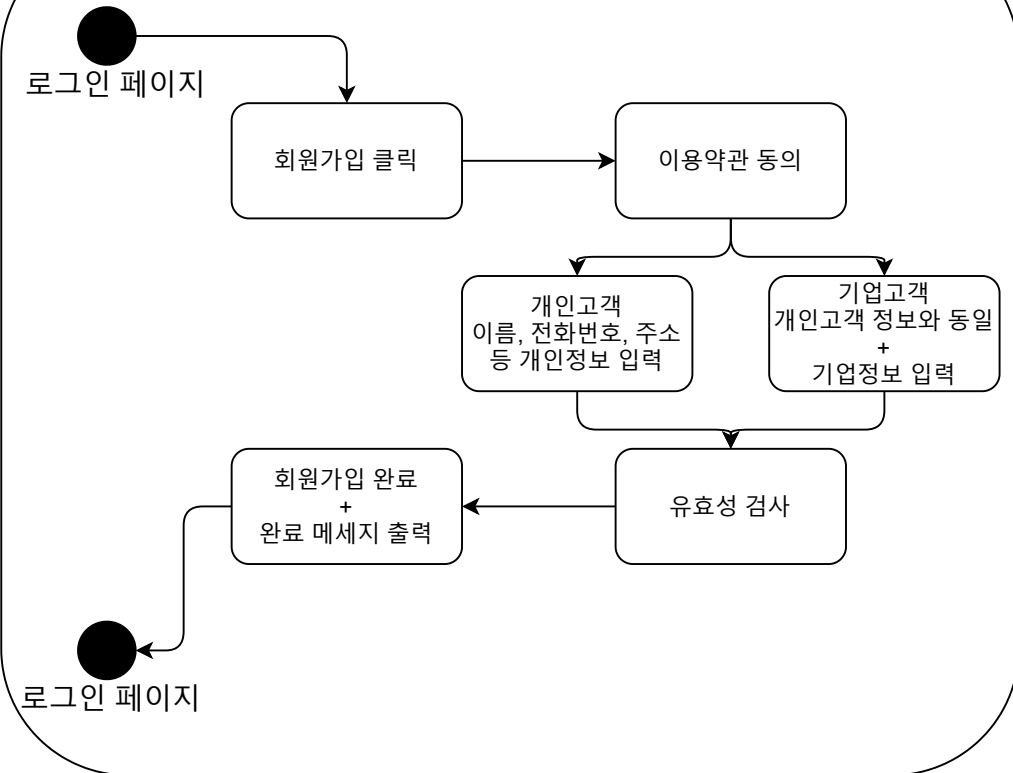 로그인 페이지
회원가입 클릭
이용약관 동의
개인고객
이름, 전화번호, 주소
등 개인정보 입력
기업고객
개인고객 정보와 동일
+
기업정보 입력
유효성 검사
회원가입 완료
+
완료 메세지 출력
로그인 페이지